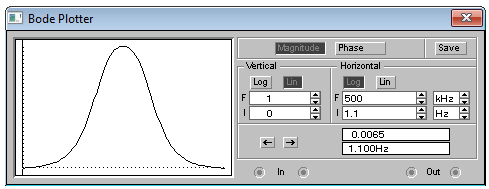 Bode Plotter
Magnitude Phase Save
Vertical Horizontal
Log Lin Log Lin
F 1 F 500 kHz
I 0 I 1.1 Hz
← → 0.0065
1.100Hz
In Out